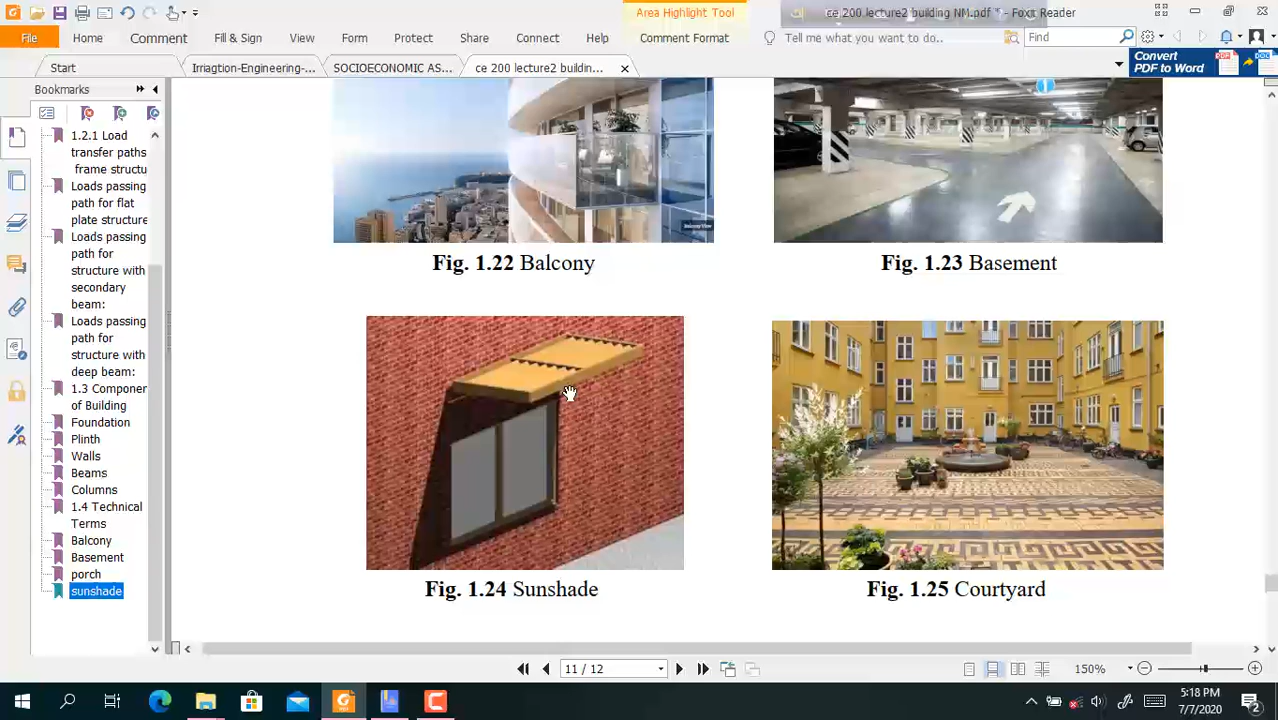 Area Highlight Tool
ce 200 lecture2 building NM.pdf * - Foxit Reader
File Home Comment Fill & Sign View Form Protect Share Connect Help Comment Format Tell me what you want to do.. Find
Start Irriagtion-Engineering-... SOCIOECONOMIC AS... ce 200 lecture2 buildin...
Convert
PDF to Word
Bookmarks
1.2.1 Load
transfer paths
frame structu
Loads passing
path for flat
plate structure
Loads passing
path for
structure with
secondary
beam:
Loads passing
path for
structure with
deep beam:
1.3 Componer
of Building
Foundation
Plinth
Walls
Beams
Columns
1.4 Technical
Terms
Balcony
Basement
porch
sunshade
Balcony View
Fig. 1.22 Balcony
Fig. 1.23 Basement
Fig. 1.24 Sunshade
Fig. 1.25 Courtyard
11 / 12
150%
5:18 PM
7/7/2020
2